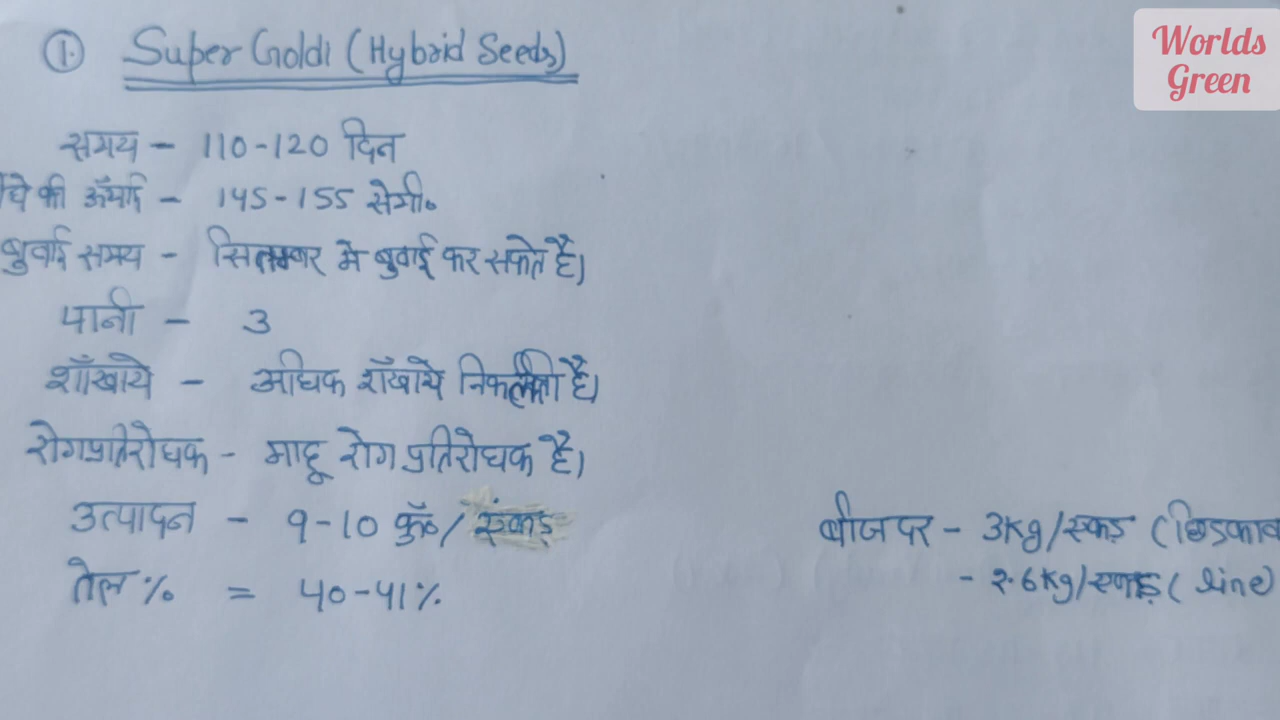 Worlds
Green
1. Super Goldi (Hybrid Seeds)
समय - 110-120 दिन
धे की ऊँचाई - 145-155 सेमी०
बुवाई समय - सितम्बर मे बुवाई कर सकते है।
पानी - 3
शाँखाये - अधिक शाँखाये निकलती है।
रोगप्रतिरोधक - माहू रोग प्रतिरोधक है।
उत्पादन - 9-10 कुं०/ एकड़
तेल % = 40-41%
बीज दर - 3Kg/एकड़ (छिडकाव
- 2.6Kg/एकड़ (line)